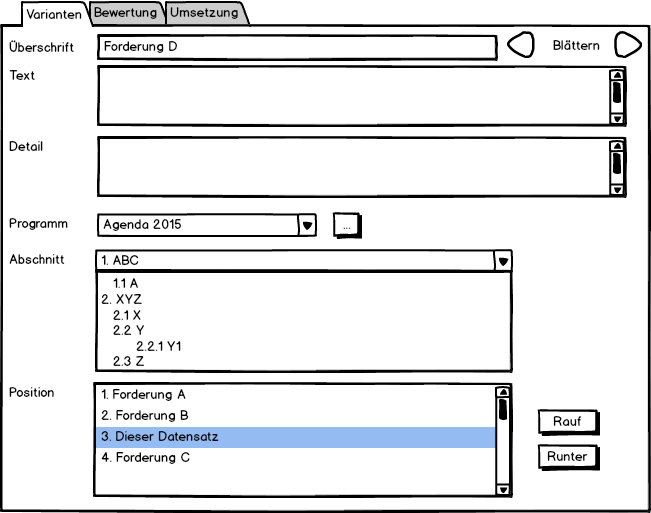 Varianten Bewertung Umsetzung
Überschrift Forderung D Blättern
Text
Detail
Programm Agenda 2015 ...
Abschnitt 1. ABC
1.1 A
2. XYZ
2.1 X
2.2 Y
2.2.1 Y1
2.3 Z
Position
1. Forderung A
2. Forderung B
3. Dieser Datensatz
4. Forderung C
Rauf
Runter